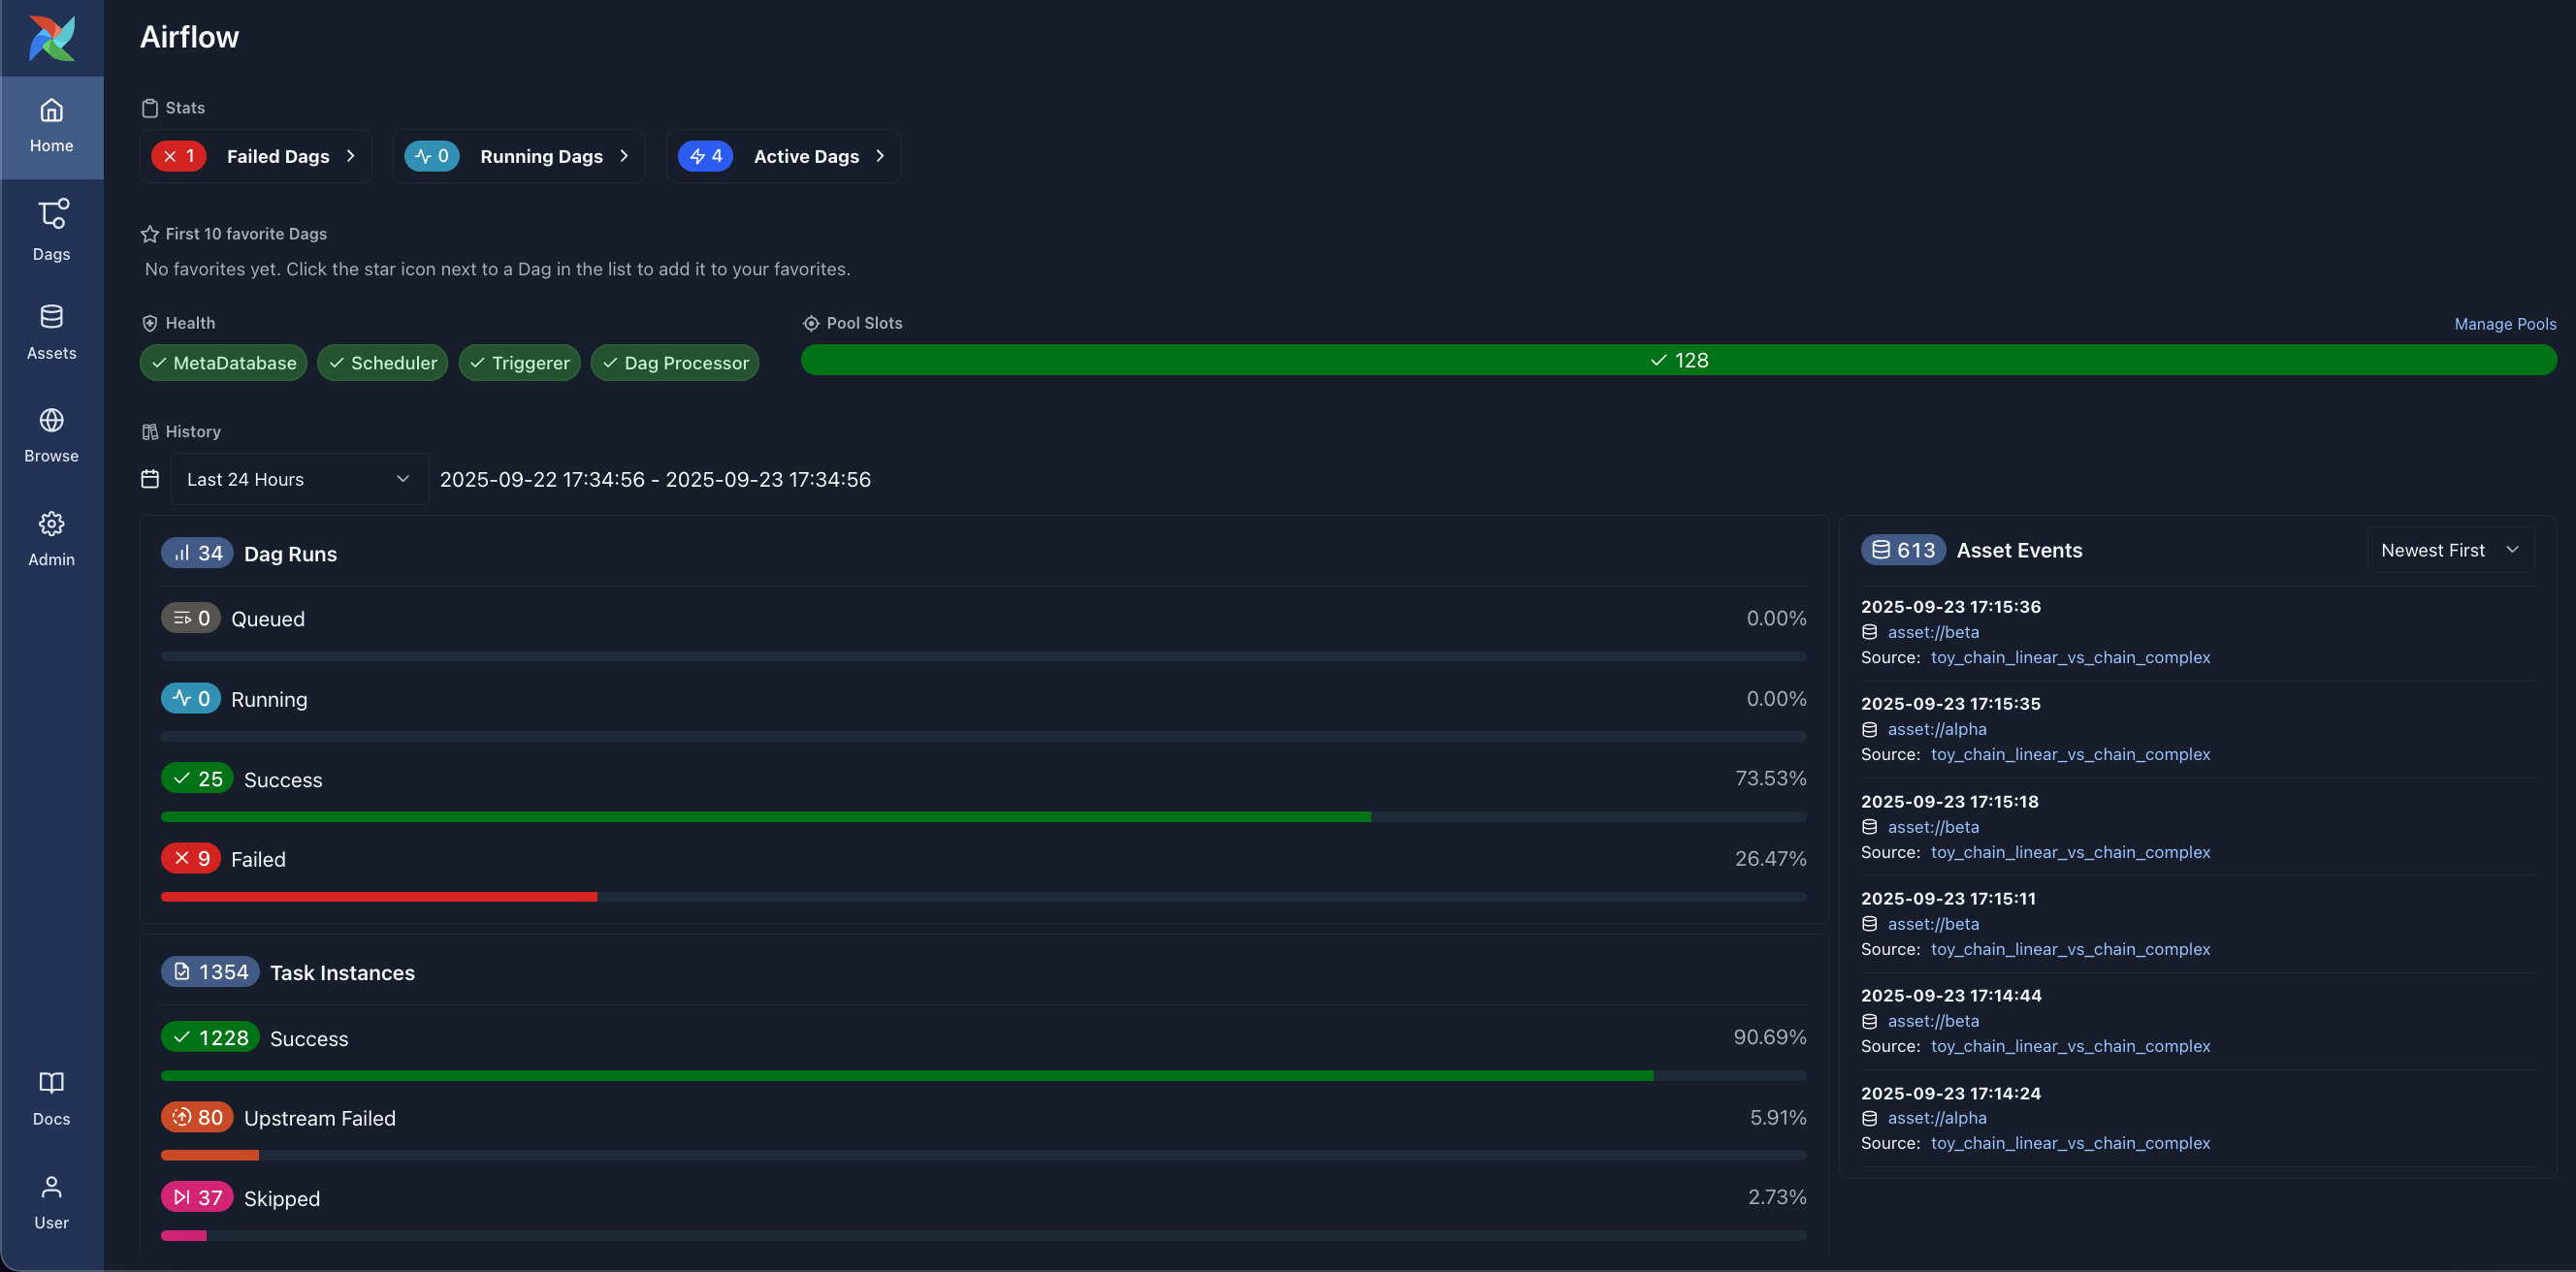 Airflow
Home
Dags
Assets
Browse
Admin
Docs
User
Stats
1 Failed Dags
0 Running Dags
4 Active Dags
First 10 favorite Dags
No favorites yet. Click the star icon next to a Dag in the list to add it to your favorites.
Health
MetaDatabase
Scheduler
Triggerer
Dag Processor
Pool Slots
Manage Pools
128
History
Last 24 Hours
2025-09-22 17:34:56 - 2025-09-23 17:34:56
34 Dag Runs
0 Queued 0.00%
0 Running 0.00%
25 Success 73.53%
9 Failed 26.47%
1354 Task Instances
1228 Success 90.69%
80 Upstream Failed 5.91%
37 Skipped 2.73%
613 Asset Events
Newest First
2025-09-23 17:15:36
asset://beta
Source: toy_chain_linear_vs_chain_complex
2025-09-23 17:15:35
asset://alpha
Source: toy_chain_linear_vs_chain_complex
2025-09-23 17:15:18
asset://beta
Source: toy_chain_linear_vs_chain_complex
2025-09-23 17:15:11
asset://beta
Source: toy_chain_linear_vs_chain_complex
2025-09-23 17:14:44
asset://beta
Source: toy_chain_linear_vs_chain_complex
2025-09-23 17:14:24
asset://alpha
Source: toy_chain_linear_vs_chain_complex